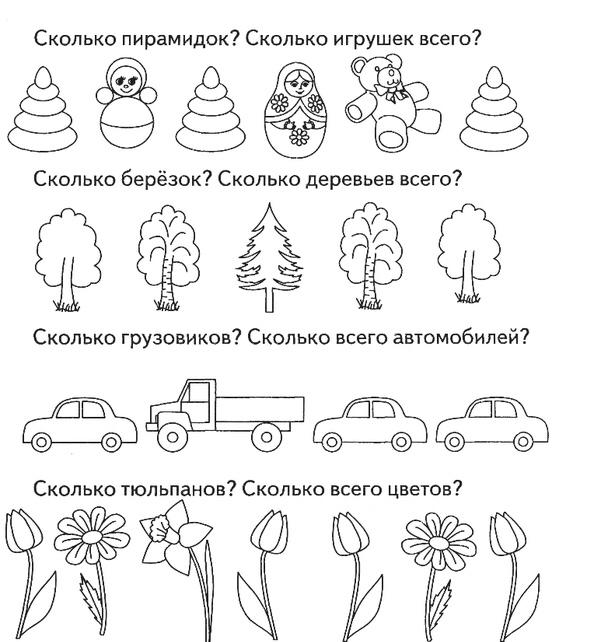 Сколько пирамидок? Сколько игрушек всего?
Сколько берёзок? Сколько деревьев всего?
Сколько грузовиков? Сколько всего автомобилей?
Сколько тюльпанов? Сколько всего цветов?